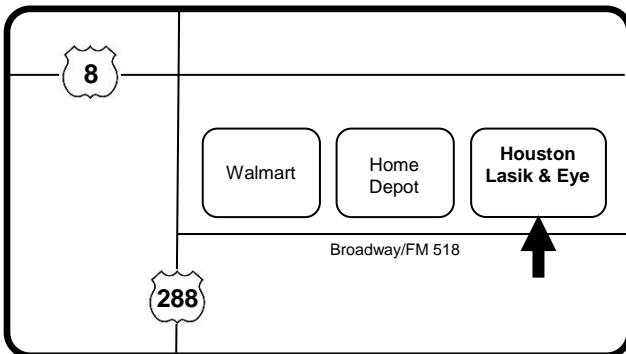 8
Walmart
Home
Depot
Houston
Lasik & Eye
Broadway/FM 518
288